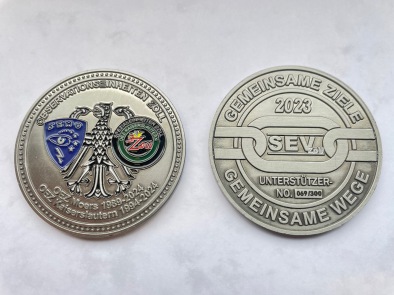 OBSERVATIONSEINHEITEN ZOLL
Zoll
OEZ Moers 1989-2024
OEZ Kaiserslautern 1994-2024
GEMEINSAME ZIELE
2023
SEV
UNTERSTÜTZER-
NO. 069/300
GEMEINSAME WEGE